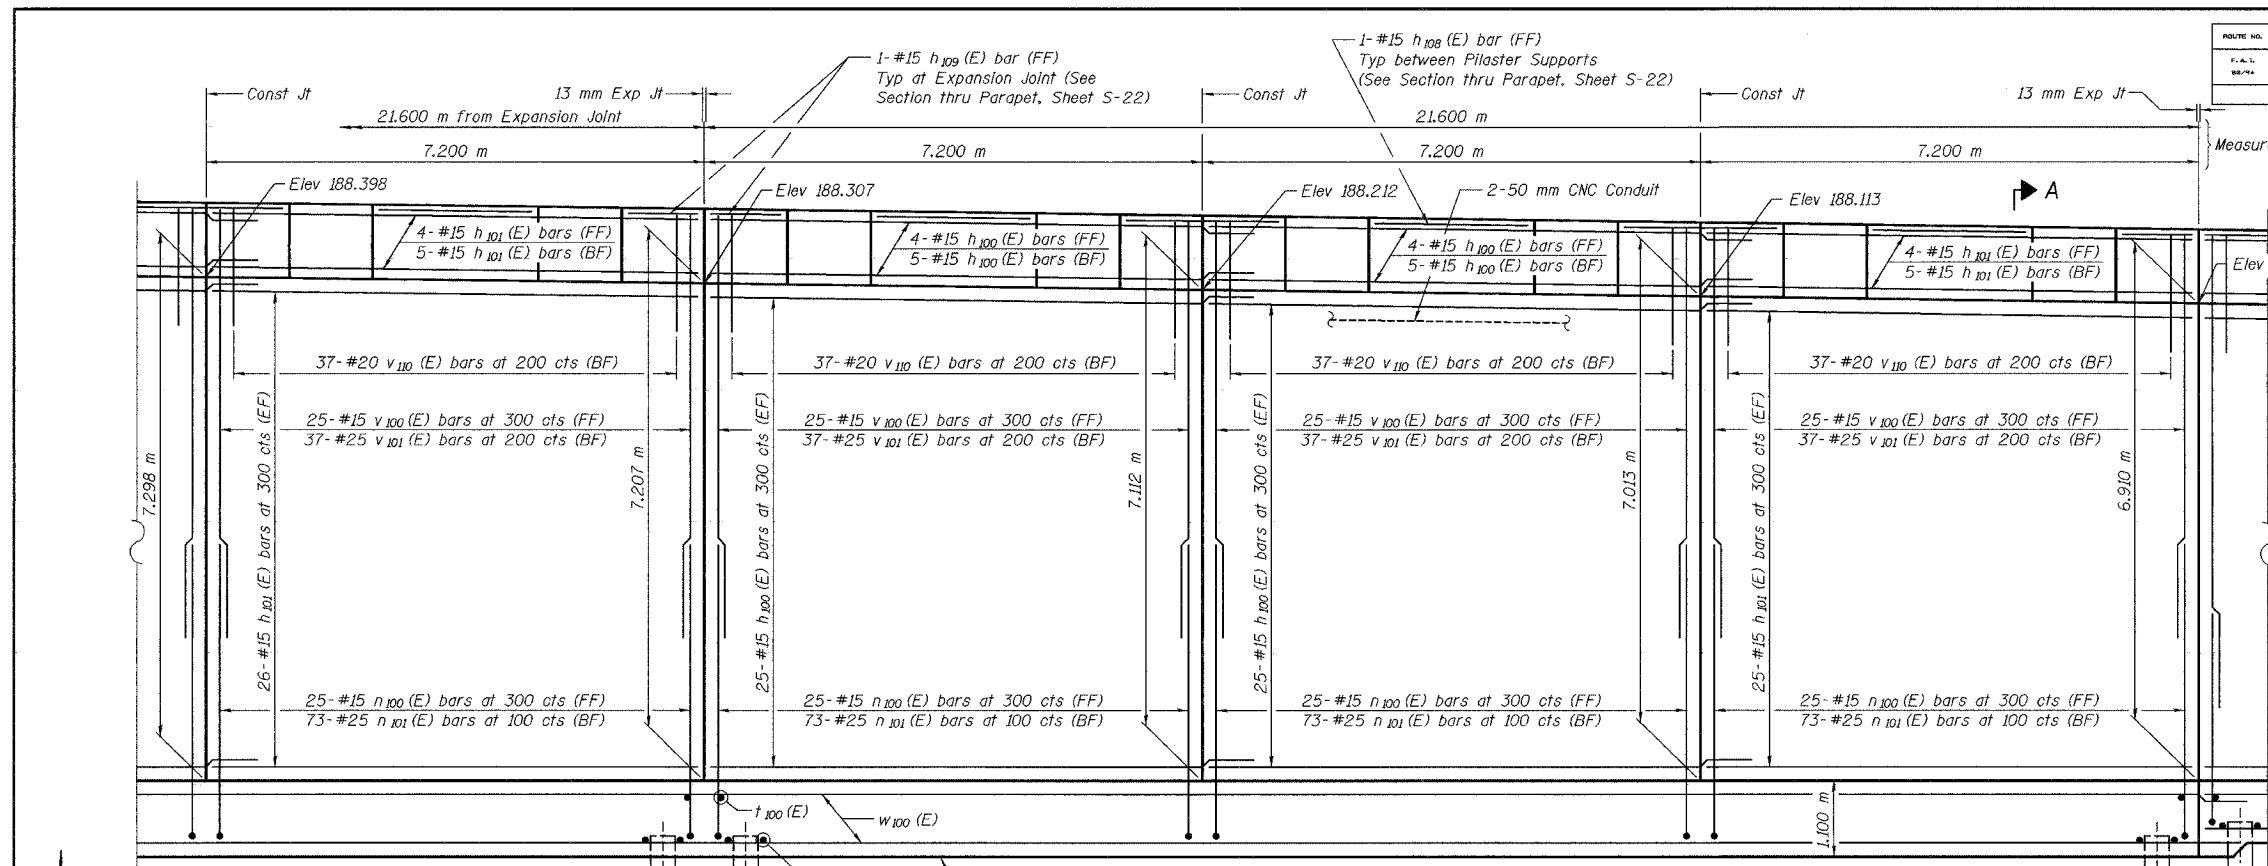 1-#15 h109 (E) bar (FF)
Typ at Expansion Joint (See
Section thru Parapet, Sheet S-22)
1-#15 h108 (E) bar (FF)
Typ between Pilaster Supports
(See Section thru Parapet, Sheet S-22)
ROUTE NO.
F.A.I.
80/94
Const Jt
13 mm Exp Jt
Const Jt
Const Jt
13 mm Exp Jt
21.600 m from Expansion Joint
21.600 m
7.200 m
7.200 m
7.200 m
7.200 m
Measur
Elev 188.398
Elev 188.307
Elev 188.212
2-50 mm CNC Conduit
Elev 188.113
A
4-#15 h101 (E) bars (FF)
5-#15 h101 (E) bars (BF)
4-#15 h100 (E) bars (FF)
5-#15 h100 (E) bars (BF)
4-#15 h100 (E) bars (FF)
5-#15 h100 (E) bars (BF)
4-#15 h101 (E) bars (FF)
5-#15 h101 (E) bars (BF)
Elev
37-#20 v110 (E) bars at 200 cts (BF)
37-#20 v110 (E) bars at 200 cts (BF)
37-#20 v110 (E) bars at 200 cts (BF)
37-#20 v110 (E) bars at 200 cts (BF)
25-#15 v100 (E) bars at 300 cts (FF)
37-#25 v101 (E) bars at 200 cts (BF)
25-#15 v100 (E) bars at 300 cts (FF)
37-#25 v101 (E) bars at 200 cts (BF)
25-#15 v100 (E) bars at 300 cts (FF)
37-#25 v101 (E) bars at 200 cts (BF)
25-#15 v100 (E) bars at 300 cts (FF)
37-#25 v101 (E) bars at 200 cts (BF)
7.298 m
26-#15 h101 (E) bars at 300 cts (EF)
7.207 m
25-#15 h100 (E) bars at 300 cts (EF)
7.112 m
25-#15 h100 (E) bars at 300 cts (EF)
7.013 m
25-#15 h101 (E) bars at 300 cts (EF)
6.910 m
25-#15 n100 (E) bars at 300 cts (FF)
73-#25 n101 (E) bars at 100 cts (BF)
25-#15 n100 (E) bars at 300 cts (FF)
73-#25 n101 (E) bars at 100 cts (BF)
25-#15 n100 (E) bars at 300 cts (FF)
73-#25 n101 (E) bars at 100 cts (BF)
25-#15 n100 (E) bars at 300 cts (FF)
73-#25 n101 (E) bars at 100 cts (BF)
t100 (E)
w100 (E)
1.100 m